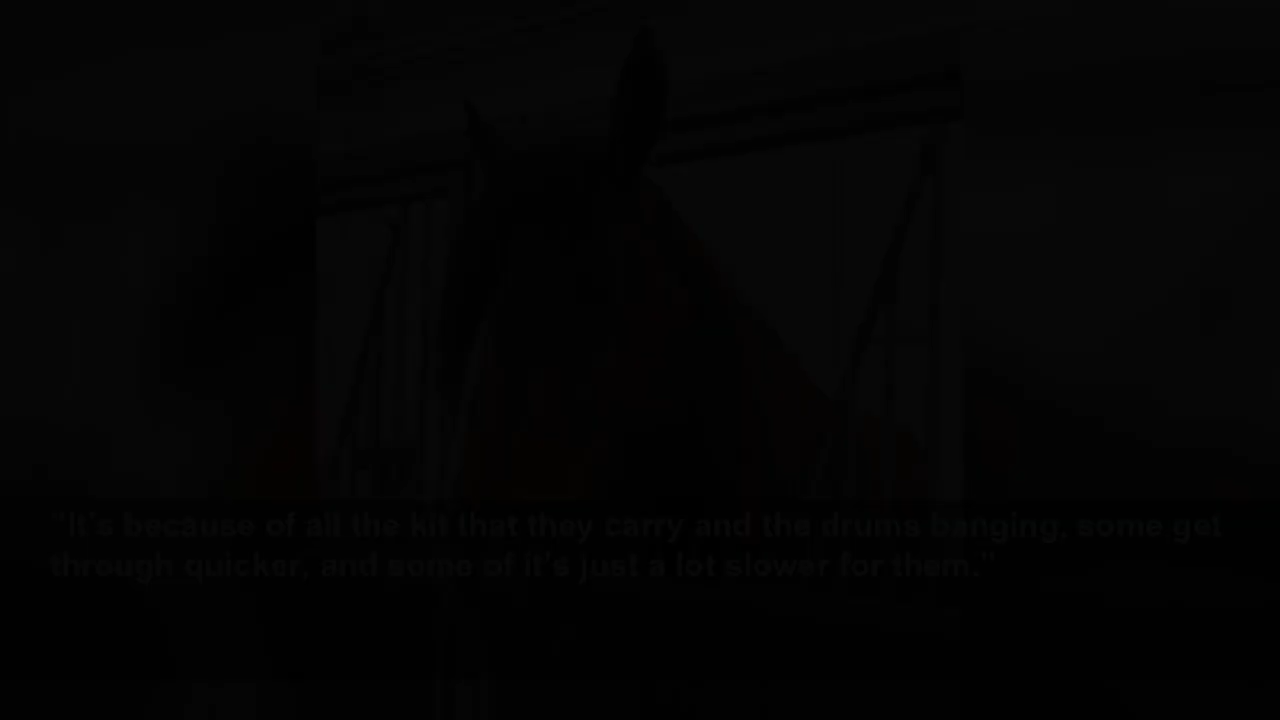 "It's because of all the kit that they carry and the drums banging, some get
through quicker, and some of it's just a lot slower for them."